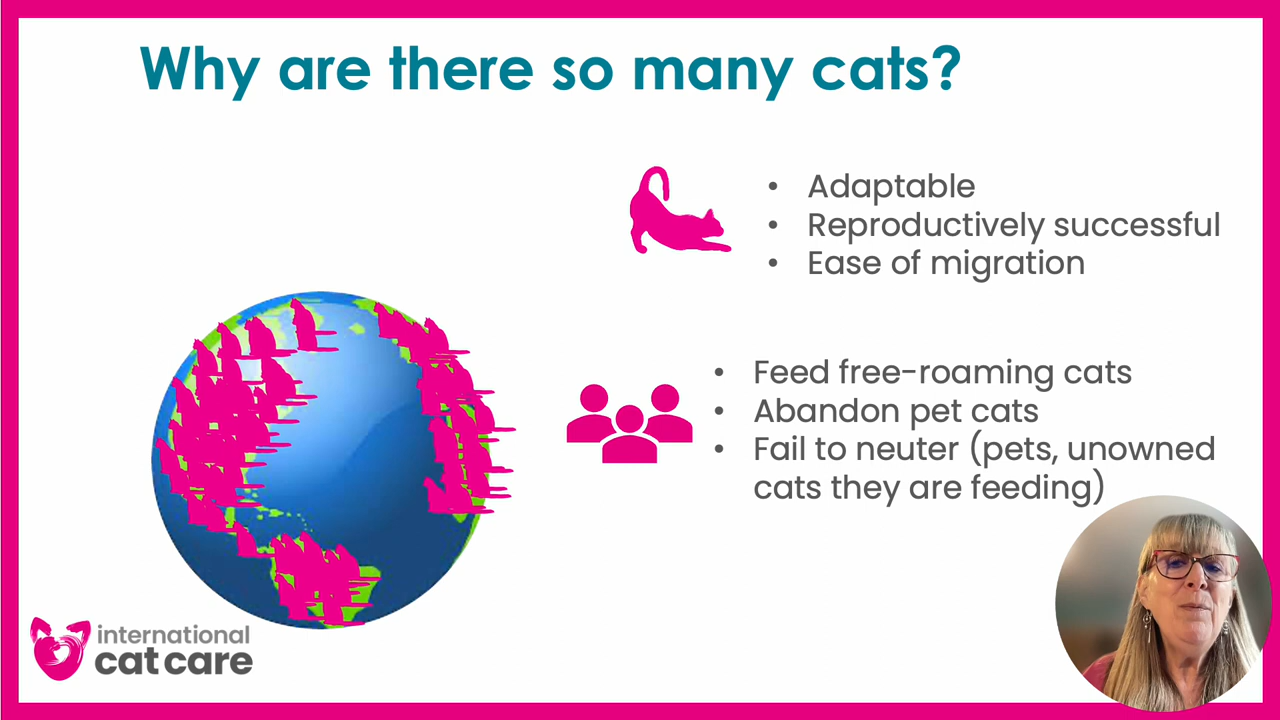 Why are there so many cats?
• Adaptable
• Reproductively successful
• Ease of migration
• Feed free-roaming cats
• Abandon pet cats
• Fail to neuter (pets, unowned
cats they are feeding)
international
cat care